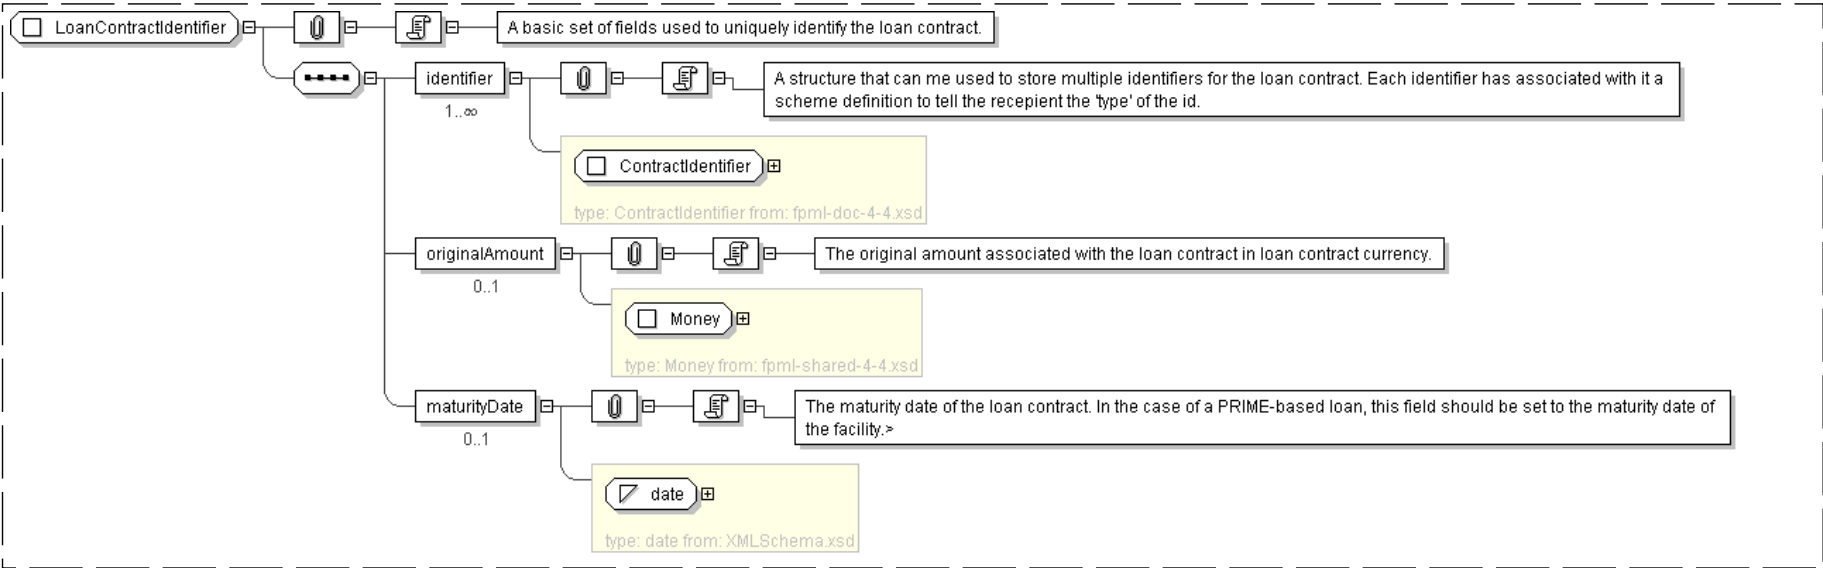 LoanContractIdentifier
A basic set of fields used to uniquely identify the loan contract.
identifier
1..∞
A structure that can me used to store multiple identifiers for the loan contract. Each identifier has associated with it a
scheme definition to tell the recepient the 'type' of the id.
ContractIdentifier
type: ContractIdentifier from: fpml-doc-4-4.xsd
originalAmount
0..1
The original amount associated with the loan contract in loan contract currency.
Money
type: Money from: fpml-shared-4-4.xsd
maturityDate
0..1
The maturity date of the loan contract. In the case of a PRIME-based loan, this field should be set to the maturity date of
the facility.>
date
type: date from: XMLSchema.xsd